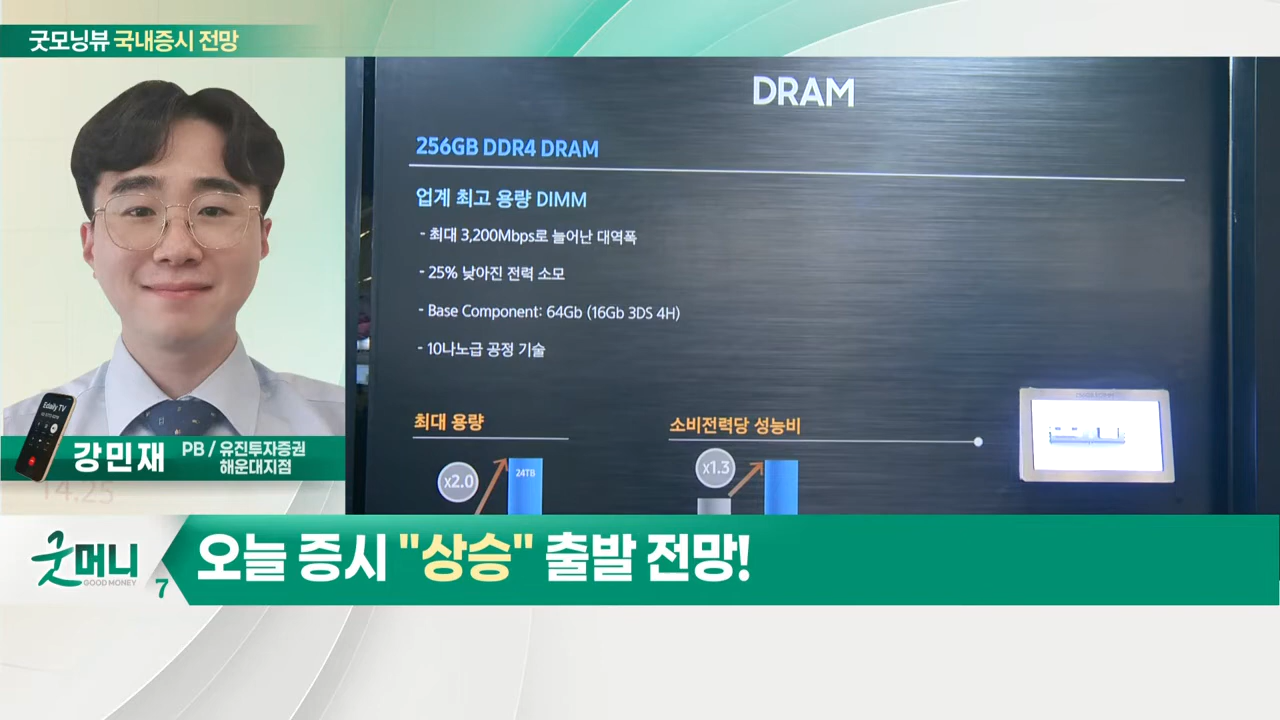 굿모닝뷰 국내증시 전망
DRAM
256GB DDR4 DRAM
업계 최고 용량 DIMM
- 최대 3,200Mbps로 늘어난 대역폭
- 25% 낮아진 전력 소모
- Base Component: 64Gb (16Gb 3DS 4H)
- 10나노급 공정 기술
최대 용량
소비전력당 성능비
x2.0
24TB
x1.3
Edaily TV
강민재 PB / 유진투자증권
해운대지점
14.25
굿머니 7
GOOD MONEY
오늘 증시 "상승" 출발 전망!